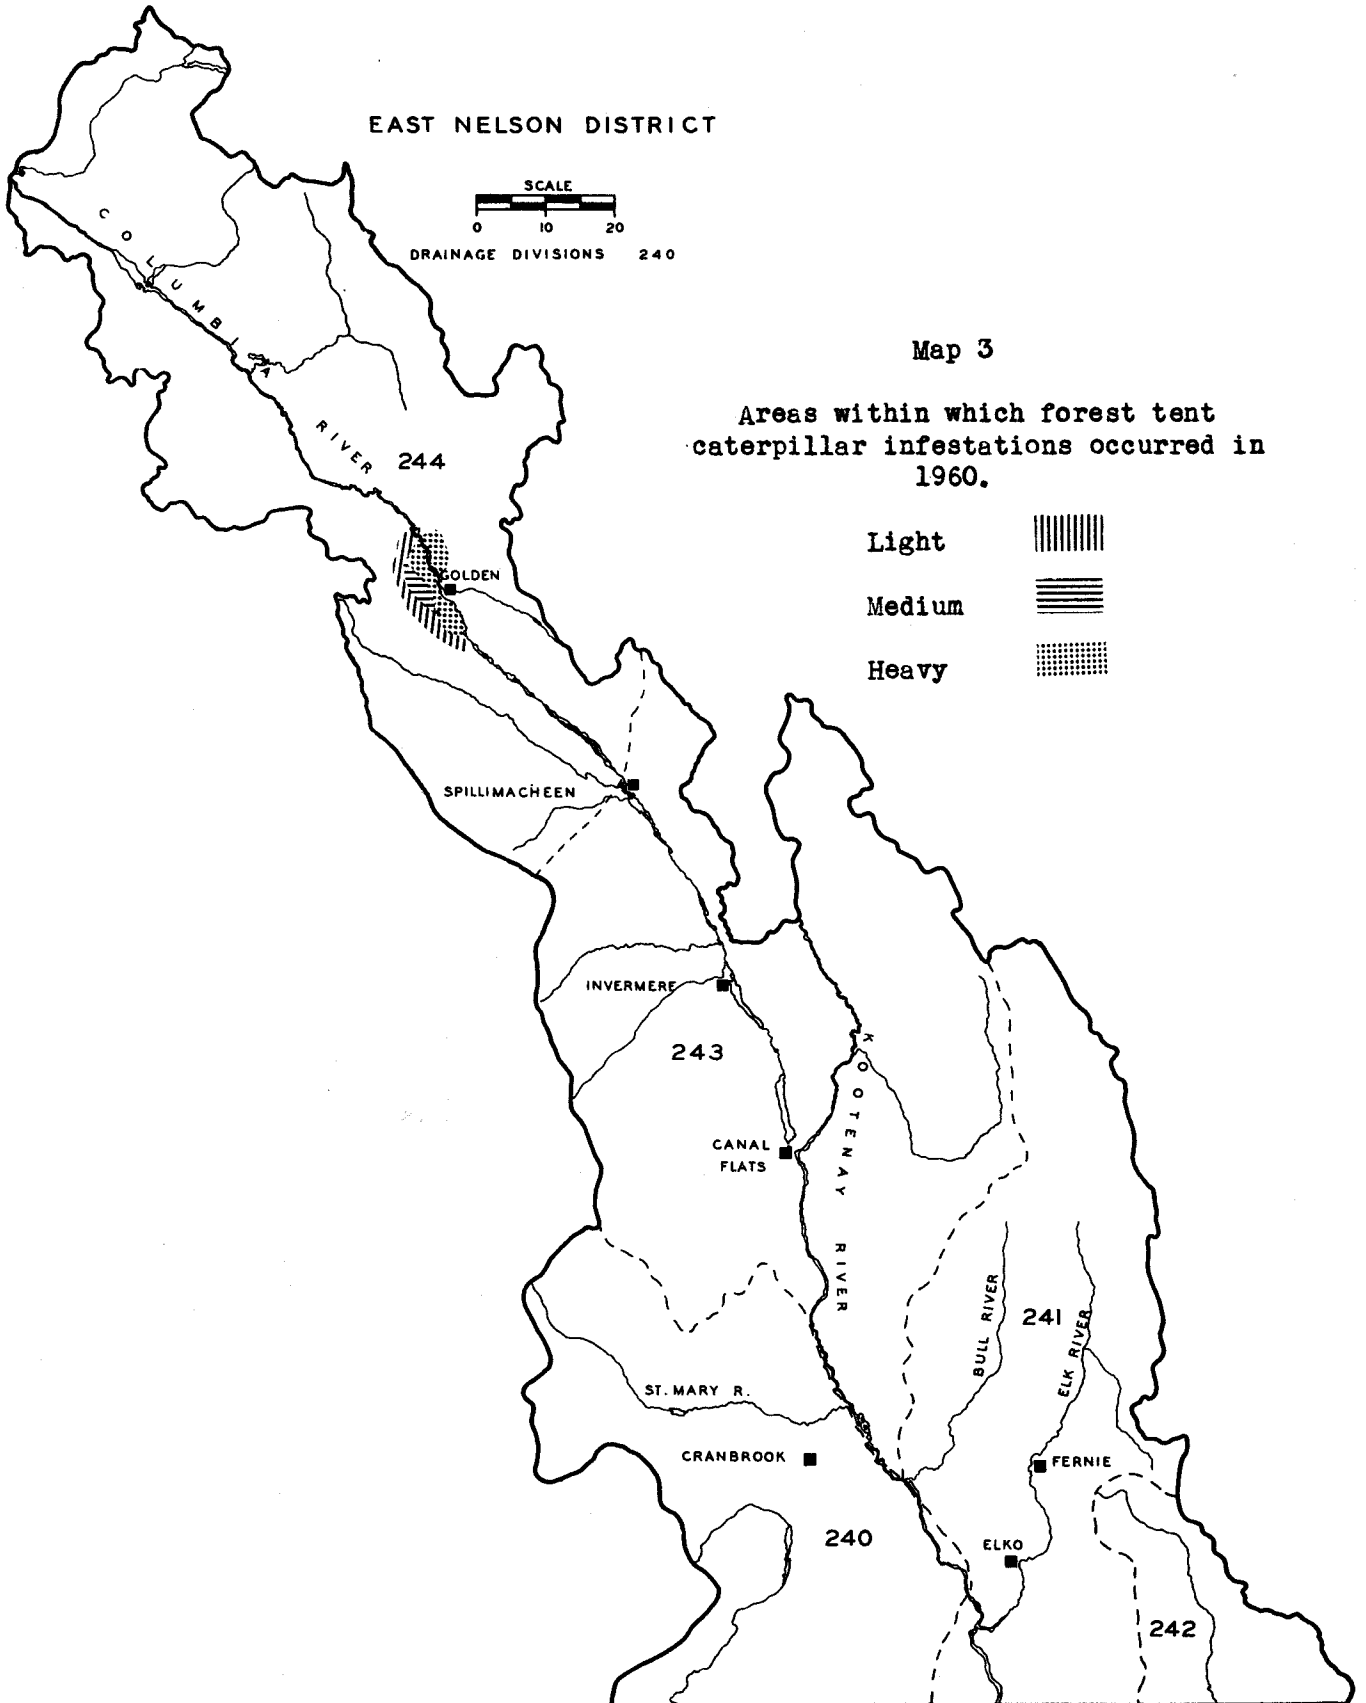 EAST NELSON DISTRICT
SCALE
0 10 20
DRAINAGE DIVISIONS 240
COLUMBIA RIVER
244
Map 3
Areas within which forest tent
caterpillar infestations occurred in
1960.
Light
Medium
Heavy
GOLDEN
SPILLIMACHEEN
INVERMERE
243
KOOTENAY RIVER
CANAL
FLATS
BULL RIVER
241
ELK RIVER
ST. MARY R.
CRANBROOK
FERNIE
240
ELKO
242